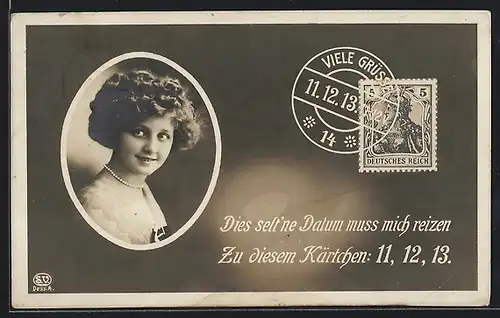 VIELE GRÜSS
11.12.13.
14
5 5
DEUTSCHES REICH
Dies selt'ne Datum muss mich reizen
Zu diesem Kärtchen: 11, 12, 13.
Dess. A.